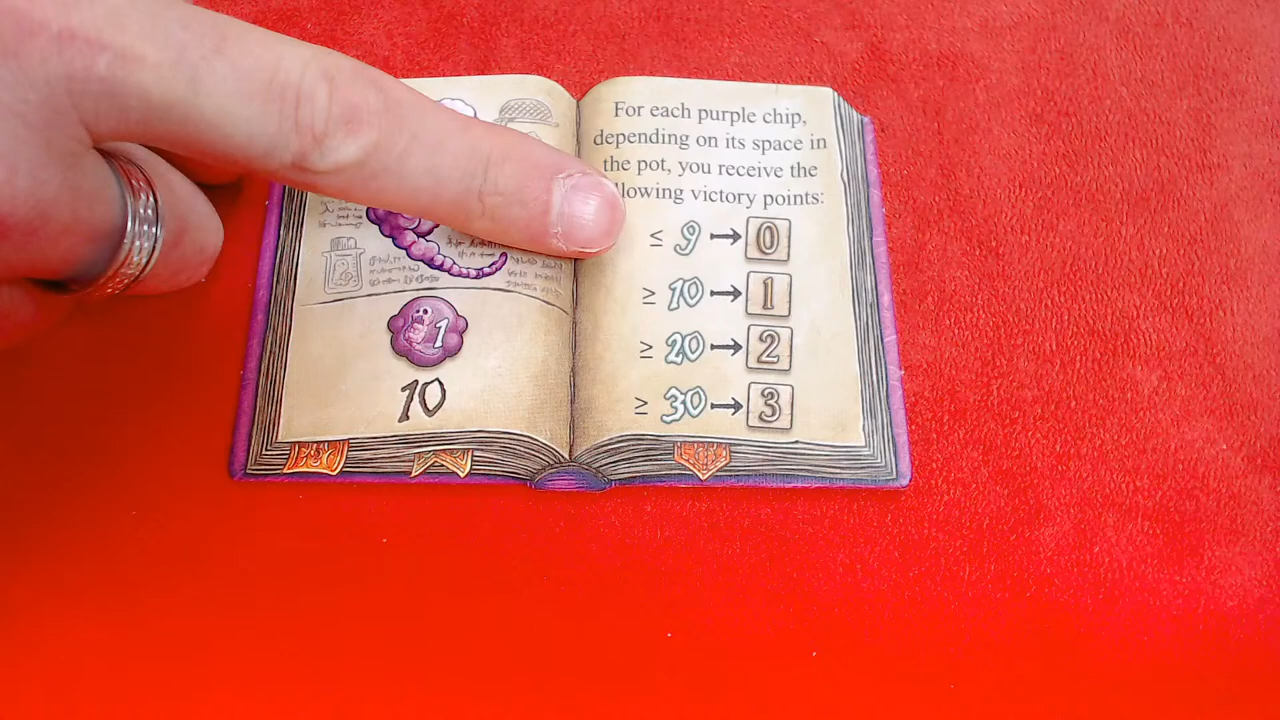 For each purple chip,
depending on its space in
the pot, you receive the
victory points:
≤ 9 → 0
≥ 10 → 1
≥ 20 → 2
≥ 30 → 3
1
10